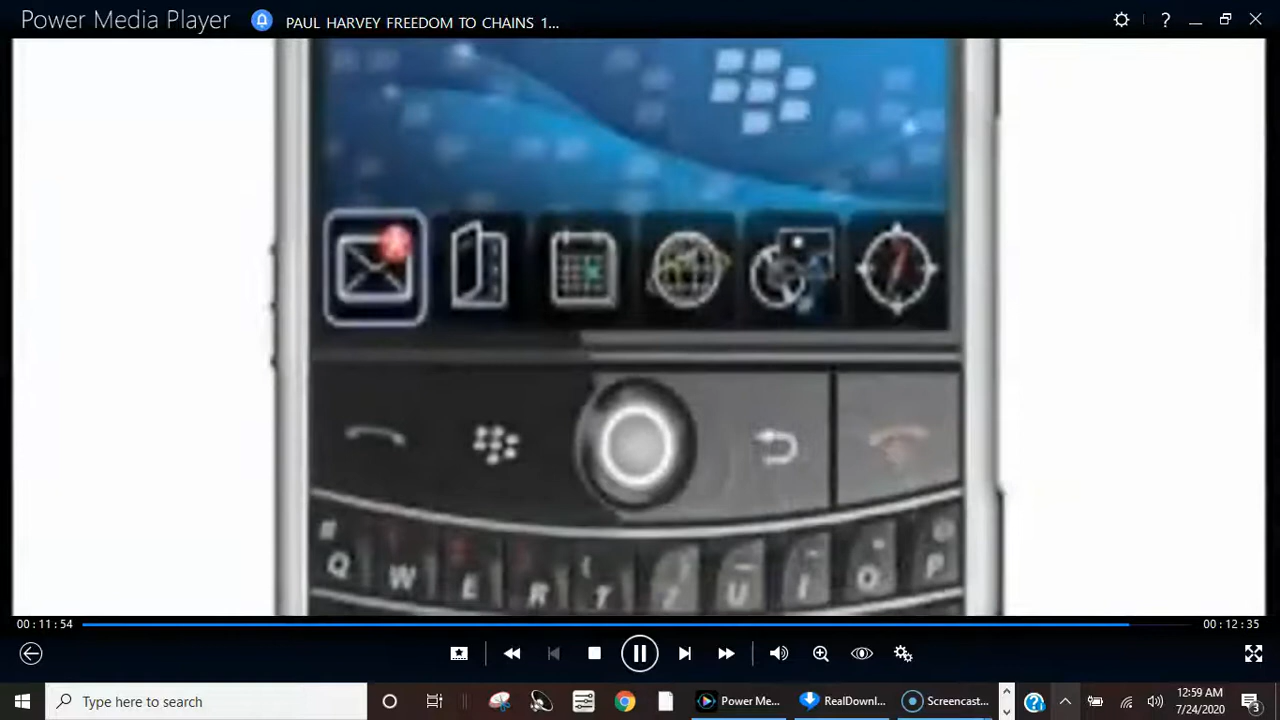 Power Media Player
PAUL HARVEY FREEDOM TO CHAINS 1...
?
#
Q W E R T Z U I O P
00:11:54
00:12:35
Type here to search
Power Me...
RealDownl...
Screencast...
12:59 AM
7/24/2020
3